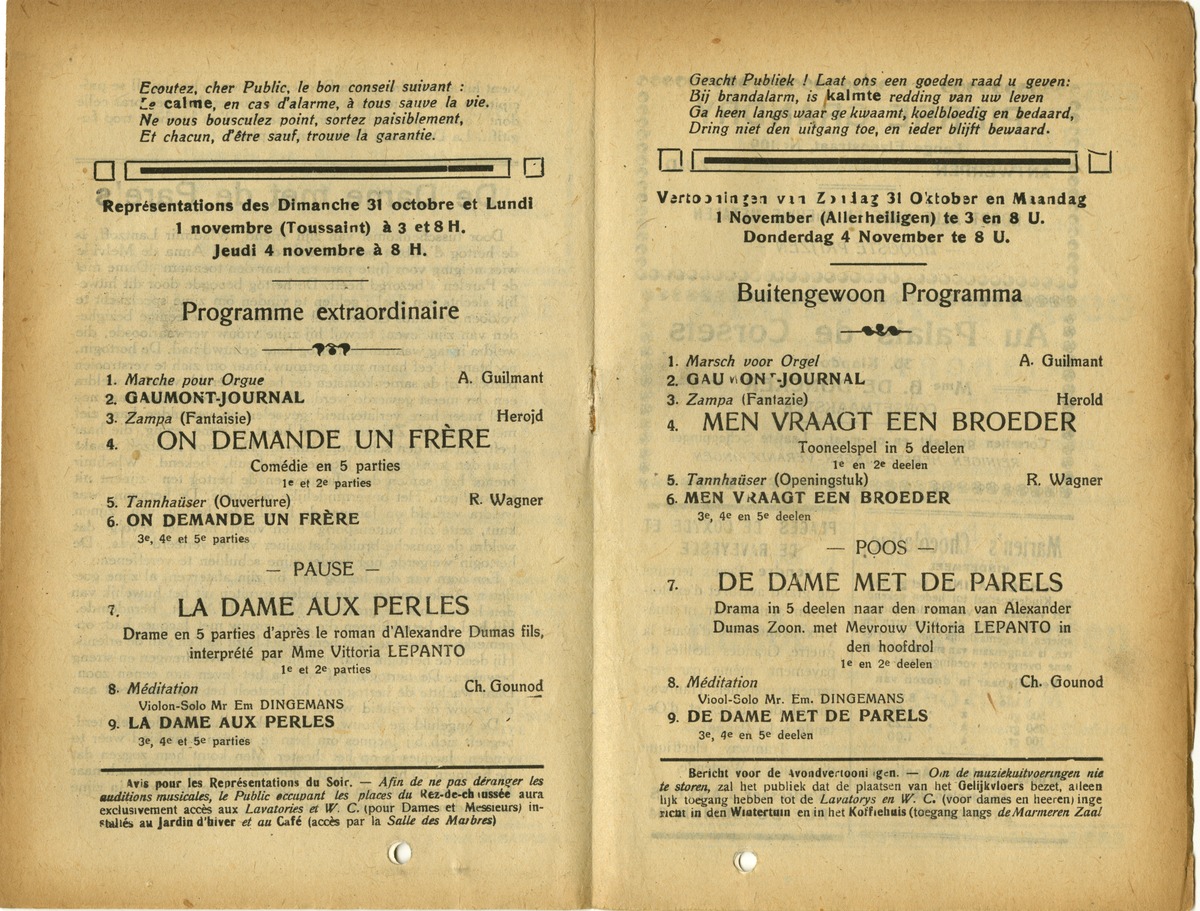 Ecoutez, cher Public, le bon conseil suivant :
Le calme, en cas d'alarme, à tous sauve la vie.
Ne vous bousculez point, sortez paisiblement,
Et chacun, d'être sauf, trouve la garantie.
Représentations des Dimanche 31 octobre et Lundi
1 novembre (Toussaint) à 3 et 8 H.
Jeudi 4 novembre à 8 H.
Programme extraordinaire
1. Marche pour Orgue A. Guilmant
2. GAUMONT-JOURNAL
3. Zampa (Fantaisie) Herojd
4. ON DEMANDE UN FRÈRE
Comédie en 5 parties
1e et 2e parties
5. Tannhaüser (Ouverture) R. Wagner
6. ON DEMANDE UN FRÈRE
3e, 4e et 5e parties
— PAUSE —
7. LA DAME AUX PERLES
Drame en 5 parties d'après le roman d'Alexandre Dumas fils,
interprété par Mme Vittoria LEPANTO
1e et 2e parties
8. Méditation Ch. Gounod
Violon-Solo Mr Em DINGEMANS
9. LA DAME AUX PERLES
3e, 4e et 5e parties
Avis pour les Représentations du Soir. — Afin de ne pas déranger les
auditions musicales, le Public occupant les places du Rez-de-chaussée aura
exclusivement accès aux Lavatories et W. C. (pour Dames et Messieurs) in-
stallés au Jardin d'hiver et au Café (accès par la Salle des Marbres)
Geacht Publiek ! Laat ons een goeden raad u geven:
Bij brandalarm, is kalmte redding van uw leven
Ga heen langs waar ge kwaamt, koelbloedig en bedaard,
Dring niet den uitgang toe, en ieder blijft bewaard.
Vertooningen van Zondag 31 Oktober en Maandag
1 November (Allerheiligen) te 3 en 8 U.
Donderdag 4 November te 8 U.
Buitengewoon Programma
1. Marsch voor Orgel A. Guilmant
2. GAUMONT-JOURNAL
3. Zampa (Fantazie) Herold
4. MEN VRAAGT EEN BROEDER
Tooneelspel in 5 deelen
1e en 2e deelen
5. Tannhaüser (Openingstuk) R. Wagner
6. MEN VRAAGT EEN BROEDER
3e, 4e en 5e deelen
— POOS —
7. DE DAME MET DE PARELS
Drama in 5 deelen naar den roman van Alexander
Dumas Zoon. met Mevrouw Vittoria LEPANTO in
den hoofdrol
1e en 2e deelen
8. Méditation Ch. Gounod
Viool-Solo Mr. Em. DINGEMANS
9. DE DAME MET DE PARELS
3e, 4e en 5e deelen
Bericht voor de Avondvertooningen. — Om de muziekuitvoeringen nie
te storen, zal het publiek dat de plaatsen van het Gelijkvloers bezet, alleen
lijk toegang hebben tot de Lavatorys en W. C. (voor dames en heeren) inge
richt in den Wintertuin en in het Koffiehuis (toegang langs de Marmeren Zaal